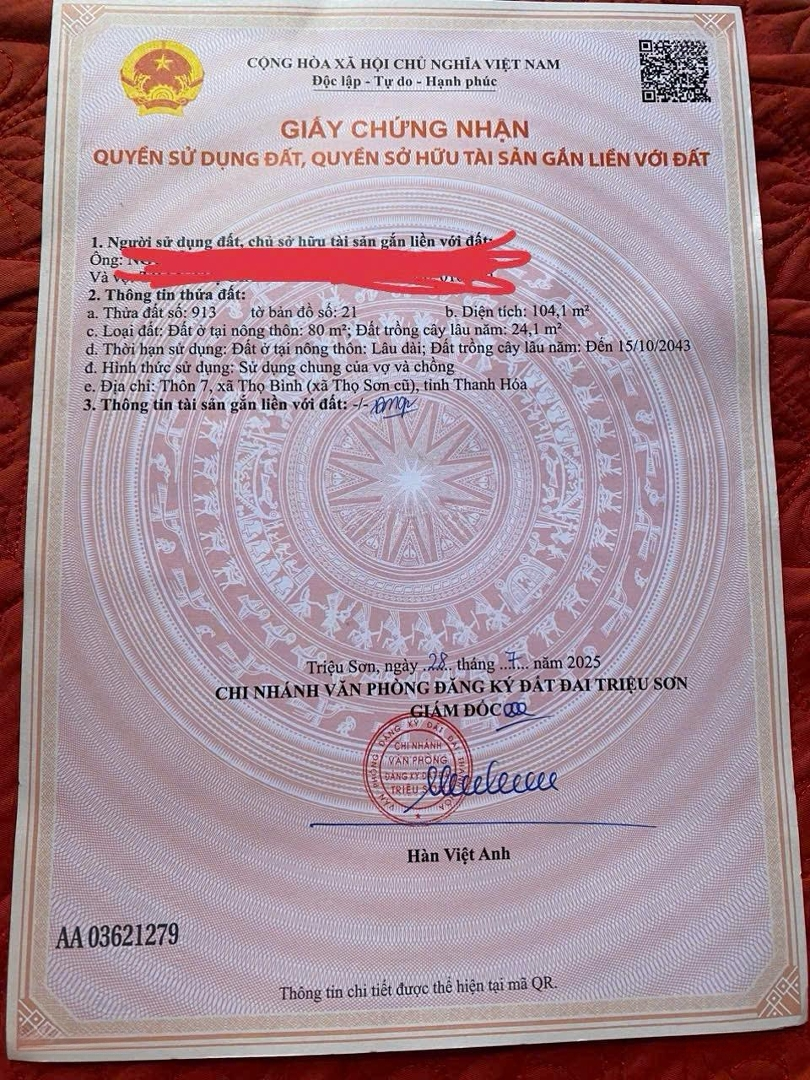 CỘNG HÒA XÃ HỘI CHỦ NGHĨA VIỆT NAM
Độc lập - Tự do - Hạnh phúc
GIẤY CHỨNG NHẬN
QUYỀN SỬ DỤNG ĐẤT, QUYỀN SỞ HỮU TÀI SẢN GẮN LIỀN VỚI ĐẤT
1. Người sử dụng đất, chủ sở hữu tài sản gắn liền với đất:
Ông:
Và
2. Thông tin thửa đất:
a. Thửa đất số: 913 tờ bản đồ số: 21 b. Diện tích: 104,1 m²
c. Loại đất: Đất ở tại nông thôn: 80 m²; Đất trồng cây lâu năm: 24,1 m²
d. Thời hạn sử dụng: Đất ở tại nông thôn: Lâu dài; Đất trồng cây lâu năm: Đến 15/10/2043
đ. Hình thức sử dụng: Sử dụng chung của vợ và chồng
e. Địa chỉ: Thôn 7, xã Thọ Bình (xã Thọ Sơn cũ), tỉnh Thanh Hóa
3. Thông tin tài sản gắn liền với đất: -/-
Triệu Sơn, ngày ..28.. tháng ..7... năm 2025
CHI NHÁNH VĂN PHÒNG ĐĂNG KÝ ĐẤT ĐAI TRIỆU SƠN
GIÁM ĐỐC
VĂN PHÒNG ĐĂNG KÝ ĐẤT ĐAI
CHI NHÁNH
VĂN PHÒNG
ĐĂNG KÝ
TRIỆU
Hàn Việt Anh
AA 03621279
Thông tin chi tiết được thể hiện tại mã QR.